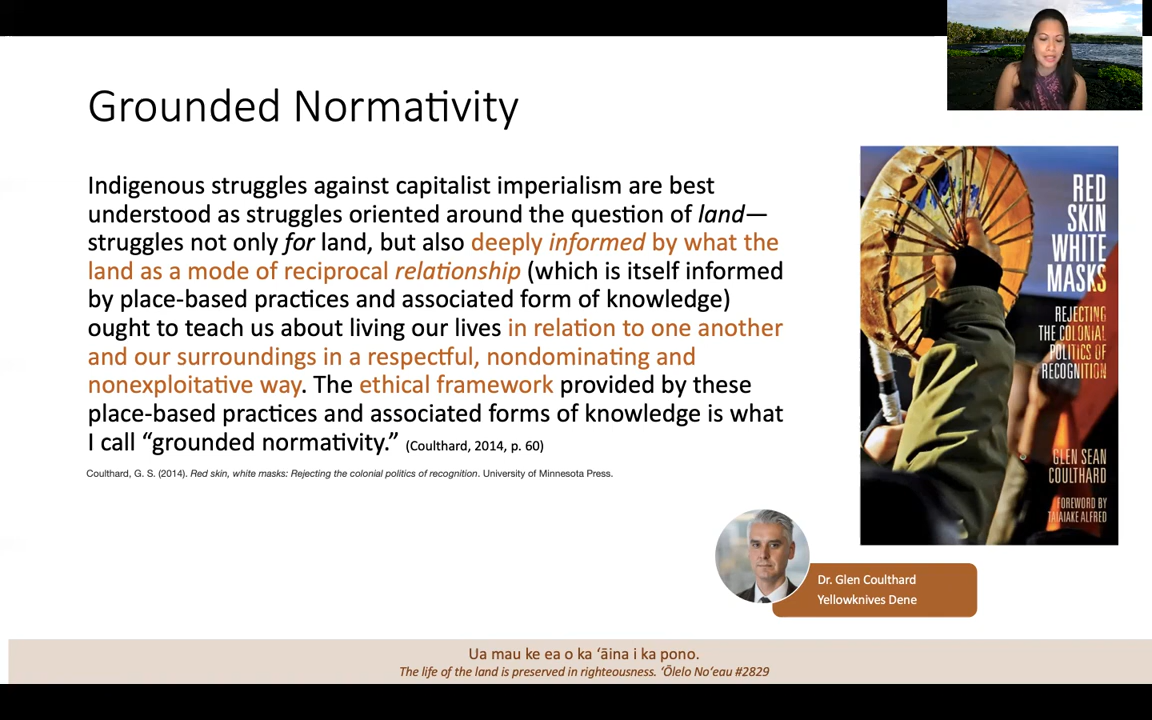 Grounded Normativity
Indigenous struggles against capitalist imperialism are best
understood as struggles oriented around the question of land—
struggles not only for land, but also deeply informed by what the
land as a mode of reciprocal relationship (which is itself informed
by place-based practices and associated form of knowledge)
ought to teach us about living our lives in relation to one another
and our surroundings in a respectful, nondominating and
nonexploitative way. The ethical framework provided by these
place-based practices and associated forms of knowledge is what
I call “grounded normativity.” (Coulthard, 2014, p. 60)
Coulthard, G. S. (2014). Red skin, white masks: Rejecting the colonial politics of recognition. University of Minnesota Press.
RED
SKIN
WHITE
MASKS
REJECTING
THE COLONIAL
POLITICS OF
RECOGNITION
GLEN SEAN
COULTHARD
FOREWORD BY
TAIAIAKE ALFRED
Dr. Glen Coulthard
Yellowknives Dene
Ua mau ke ea o ka ʻāina i ka pono.
The life of the land is preserved in righteousness. ʻŌlelo Noʻeau #2829